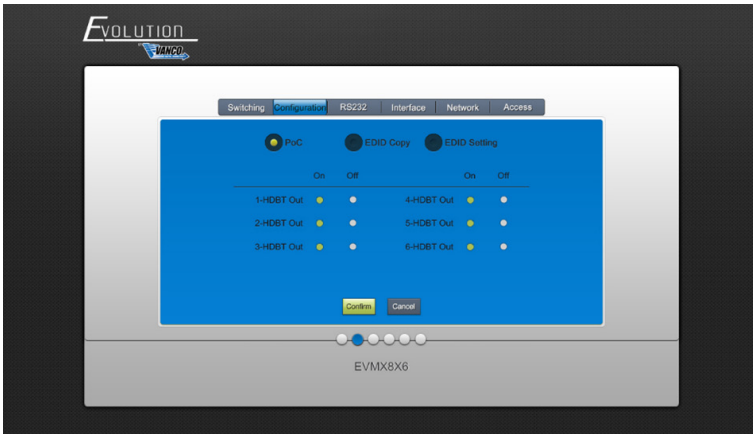 EVOLUTION
BY VANCO
Switching Configuration RS232 Interface Network Access
PoC EDID Copy EDID Setting
On Off On Off
1-HDBT Out 4-HDBT Out
2-HDBT Out 5-HDBT Out
3-HDBT Out 6-HDBT Out
Confirm Cancel
EVMX8X6